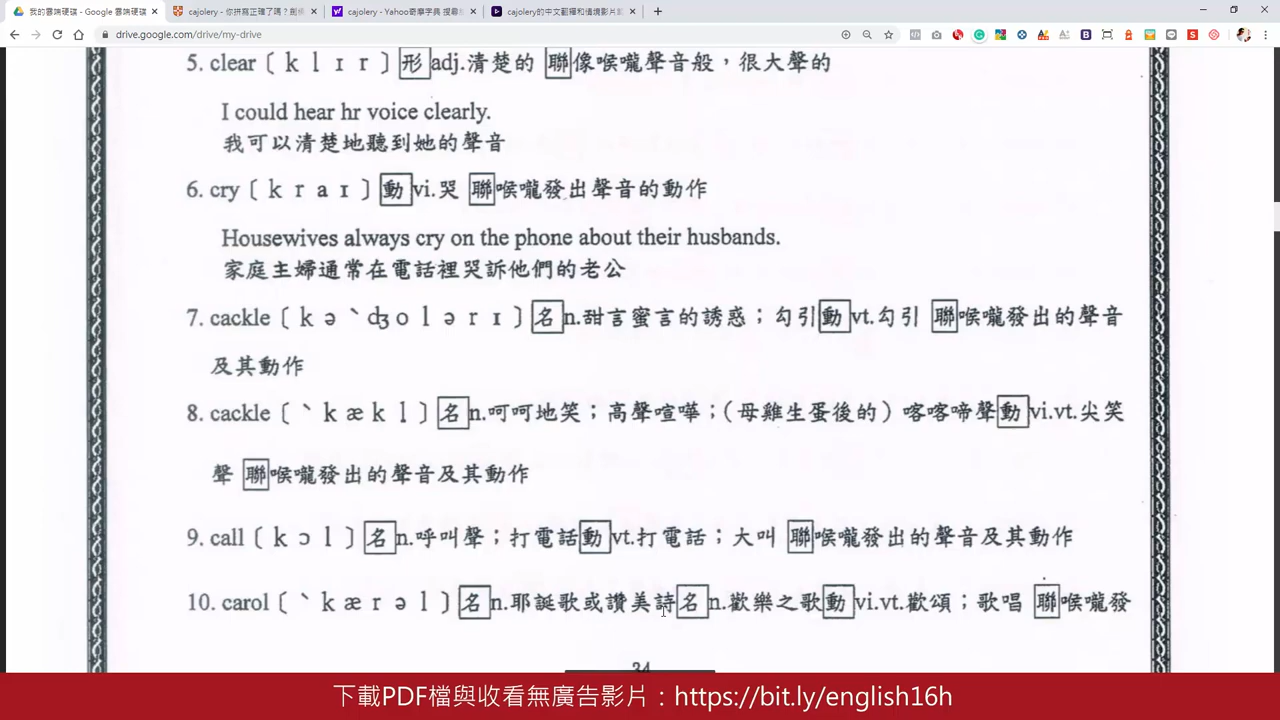 我的雲端硬碟 - Google 雲端硬碟
cajolery - 你拼寫正確了嗎？劍橋
cajolery - Yahoo奇摩字典 搜尋結
cajolery的中文翻譯和情境影片範
drive.google.com/drive/my-drive
5. clear〔 k l ɪ r 〕形 adj.清楚的 聯像喉嚨聲音般，很大聲的
I could hear hr voice clearly.
我可以清楚地聽到她的聲音
6. cry〔 k r a ɪ 〕動 vi.哭 聯喉嚨發出聲音的動作
Housewives always cry on the phone about their husbands.
家庭主婦通常在電話裡哭訴他們的老公
7. cackle〔 k ə ˋ ʤ o l ə r ɪ 〕名 n.甜言蜜言的誘惑；勾引動 vt.勾引 聯喉嚨發出的聲音
及其動作
8. cackle〔 ˋ k æ k l 〕名 n.呵呵地笑；高聲喧嘩；（母雞生蛋後的）喀喀啼聲動 vi.vt.尖笑
聲 聯喉嚨發出的聲音及其動作
9. call〔 k ɔ l 〕名 n.呼叫聲；打電話動 vt.打電話；大叫 聯喉嚨發出的聲音及其動作
10. carol〔 ˋ k æ r ə l 〕名 n.耶誕歌或讚美詩名 n.歡樂之歌動 vi.vt.歡頌；歌唱 聯喉嚨發
34
下載PDF檔與收看無廣告影片：https://bit.ly/english16h